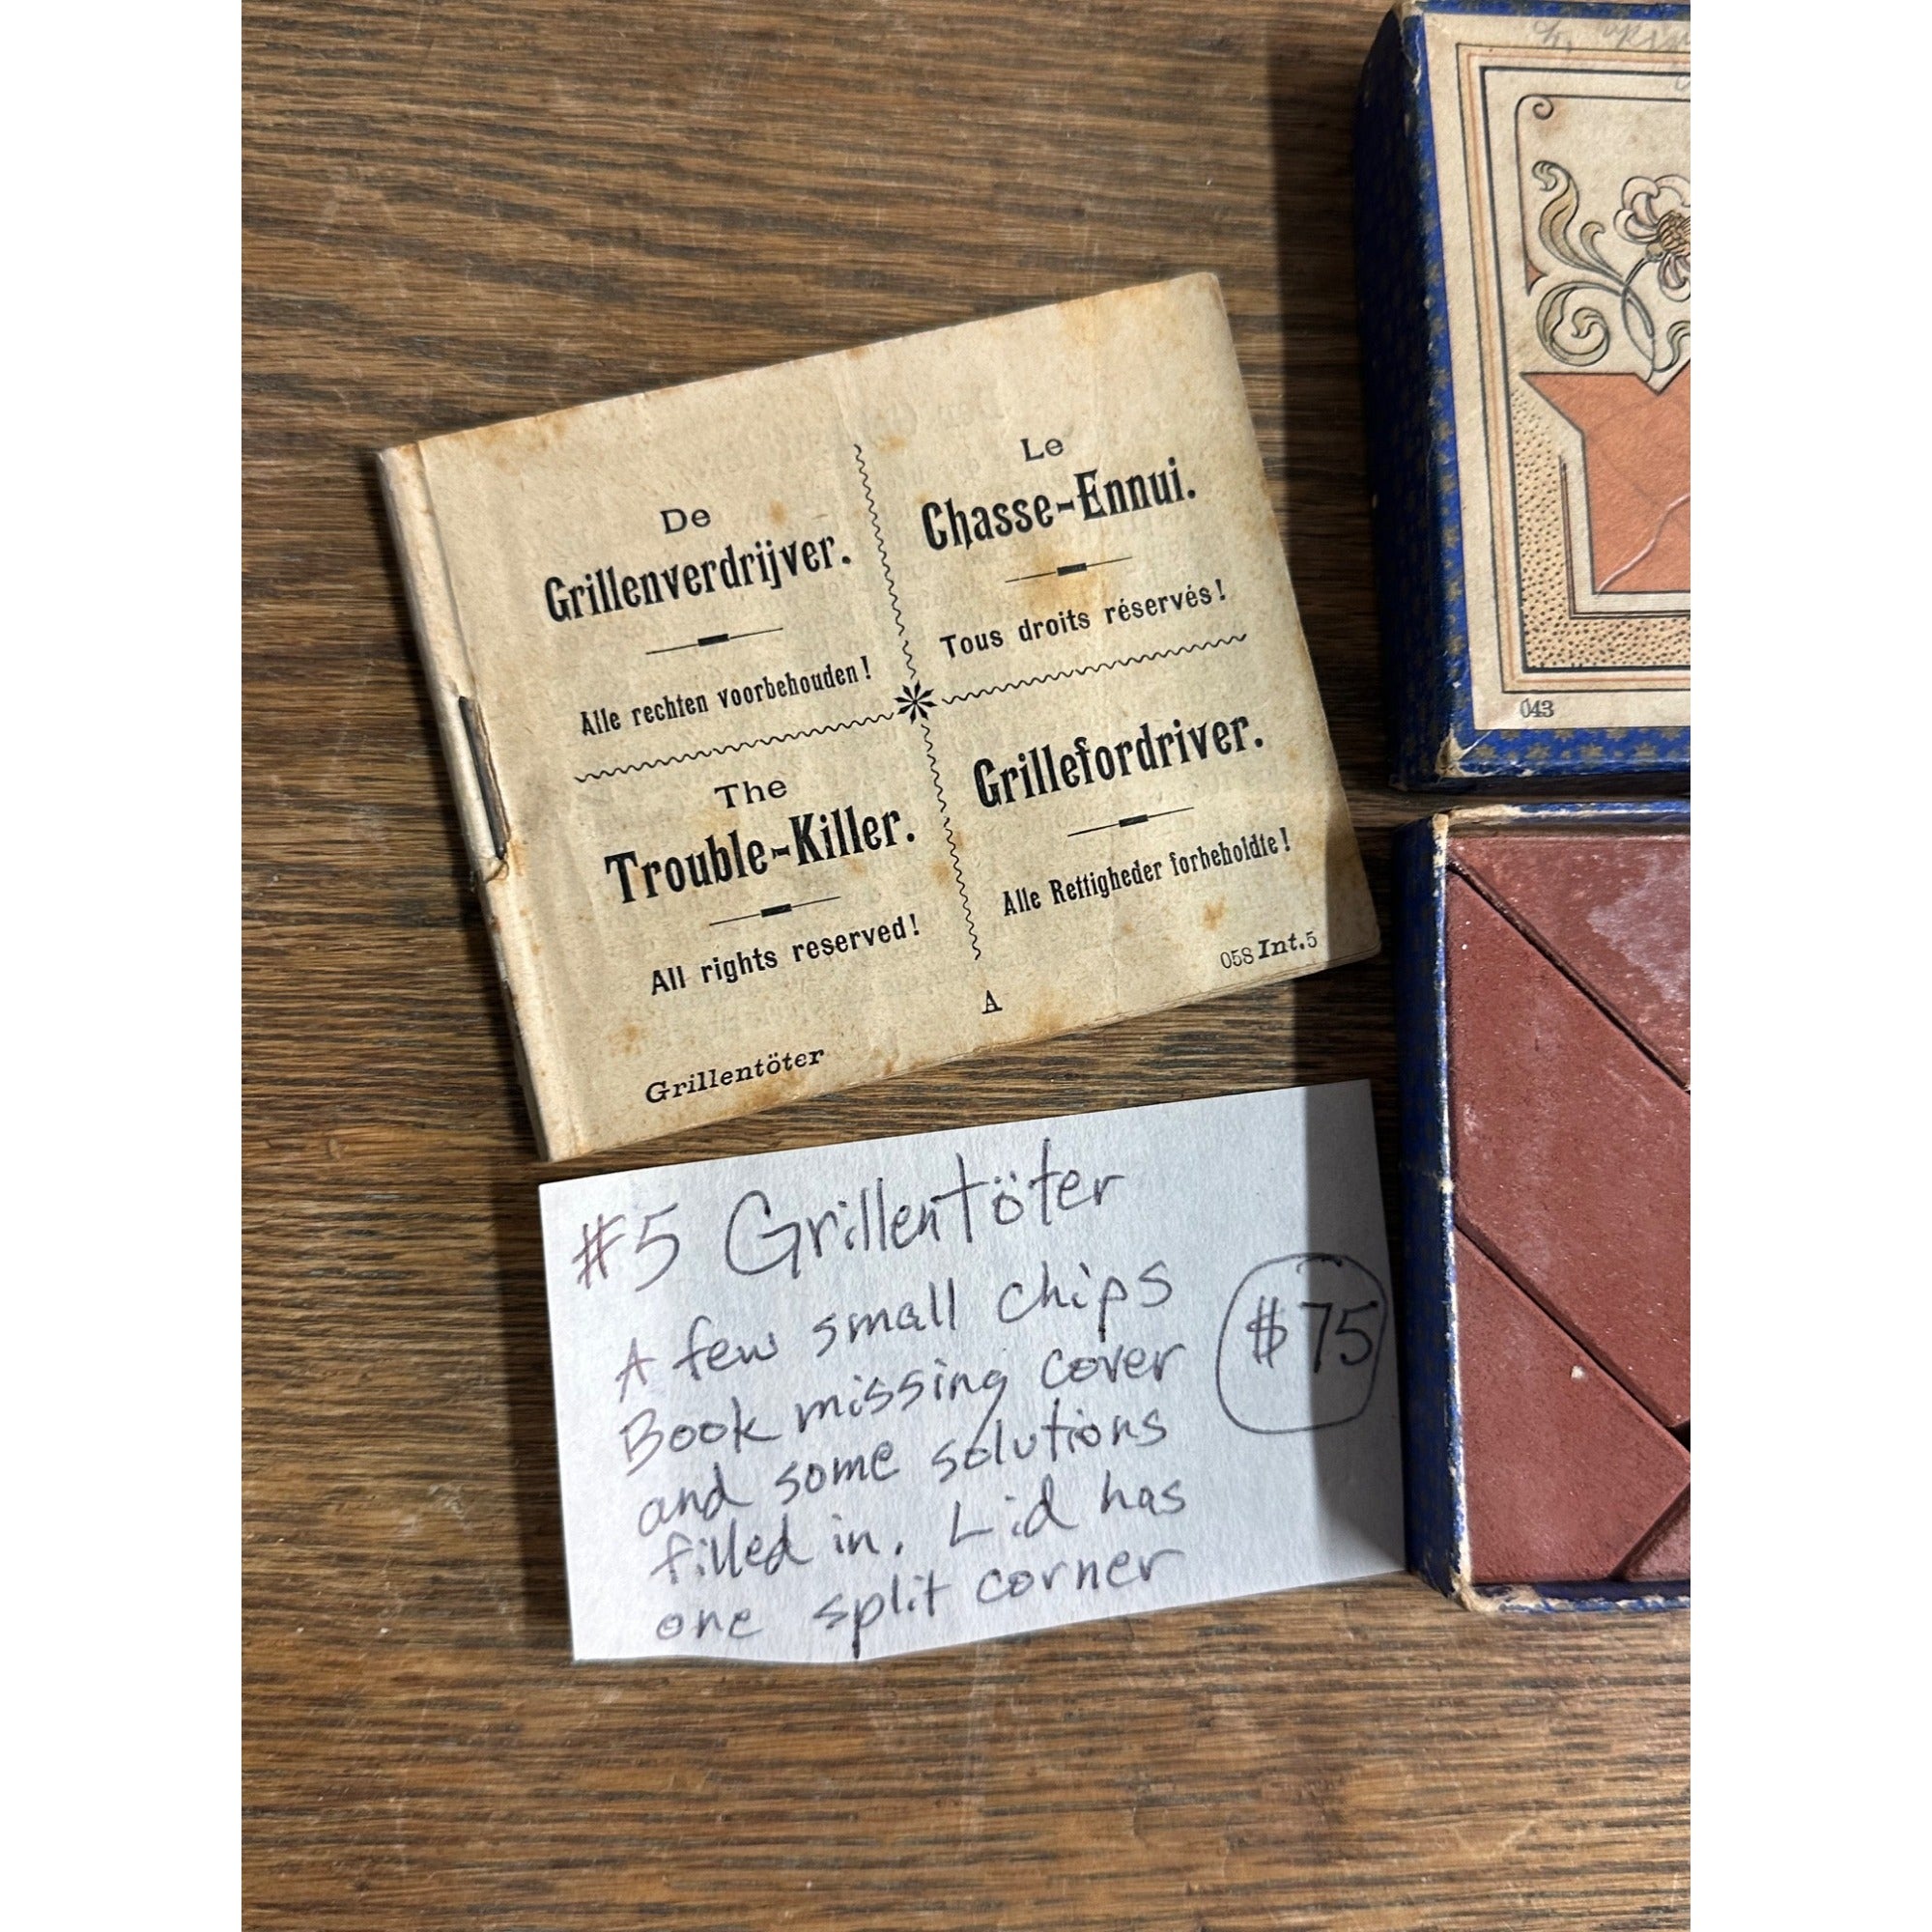 De
Grillenverdrijver.
Alle rechten voorbehouden!
Le
Chasse-Ennui.
Tous droits réservés!
The
Trouble-Killer.
All rights reserved!
Grillefordriver.
Alle Rettigheder forbeholdte!
058 Int.5
A
Grillentöter
043
#5 Grillentöter
A few small chips
Book missing cover
and some solutions
filled in. Lid has
one split corner
$75